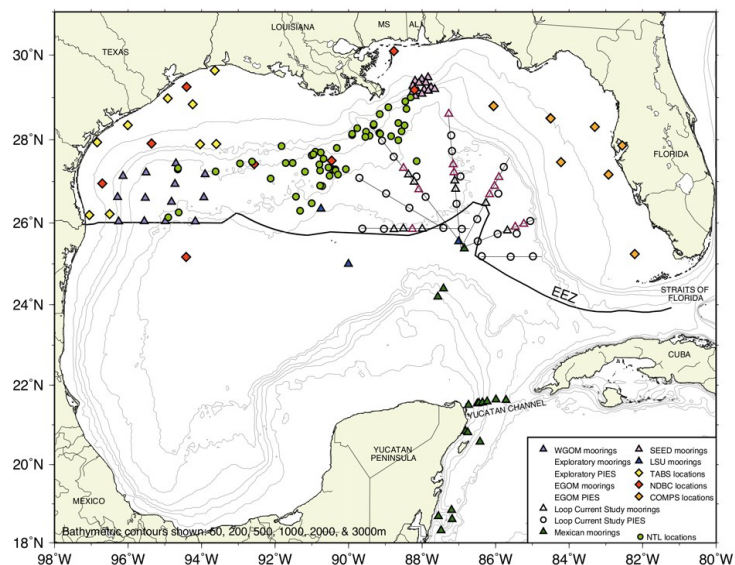 LOUISIANA
MS
ALA
TEXAS
30˚N
28˚N
26˚N
24˚N
22˚N
20˚N
18˚N
FLORIDA
EEZ
STRAITS OF
FLORIDA
CUBA
YUCATAN CHANNEL
YUCATAN
PENINSULA
MEXICO
WGOM moorings
Exploratory moorings
Exploratory PIES
EGOM moorings
EGOM PIES
Loop Current Study moorings
Loop Current Study PIES
Mexican moorings
SEED moorings
LSU moorings
TABS locations
NDBC locations
COMPS locations
NTL locations
Bathymetric contours shown: 50, 200, 500, 1000, 2000, & 3000m
98˚W 96˚W 94˚W 92˚W 90˚W 88˚W 86˚W 84˚W 82˚W 80˚W